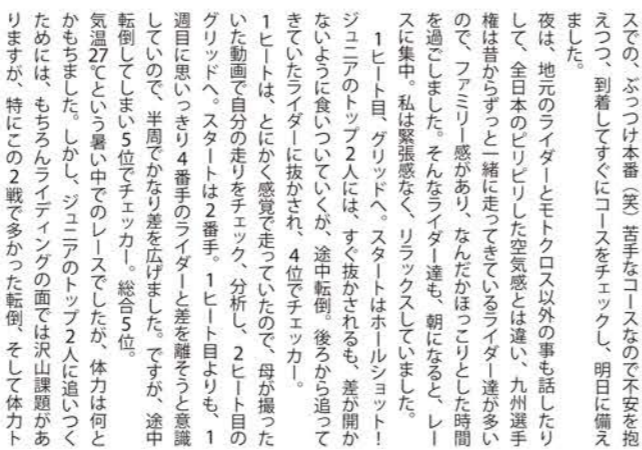 スでの、ぶっつけ本番（笑）苦手なコースなので不安を抱
えつつ、到着してすぐにコースをチェックし、明日に備え
ました。
夜は、地元のライダーとモトクロス以外の事も話したり
して、全日本のピリピリした空気感とは違い、九州選手
権は昔からずっと一緒に走ってきているライダー達が多い
ので、ファミリー感があり、なんだかほっこりとした時間
を過ごしました。そんなライダー達も、朝になると、レー
スに集中。私は緊張感なく、リラックスしていました。
1ヒート目、グリッドへ。スタートはホールショット！
ジュニアのトップ2人には、すぐ抜かされるも、差が開か
ないように食いついていくが、途中転倒。後ろから追って
きていたライダーに抜かされ、4位でチェッカー。
1ヒートは、とにかく感覚で走っていたので、母が撮った
いた動画で自分の走りをチェック、分析し、2ヒート目の
グリッドへ。スタートは2番手。1ヒート目よりも、1
週目に思いっきり4番手のライダーと差を離そうと意識
していので、半周でかなり差を広げました。ですが、途中
転倒してしまい5位でチェッカー。総合5位。
気温27℃という暑い中でのレースでしたが、体力は何と
かもちました。しかし、ジュニアのトップ2人に追いつく
ためには、もちろんライディングの面では沢山課題があ
りますが、特にこの2戦で多かった転倒、そして体力ト